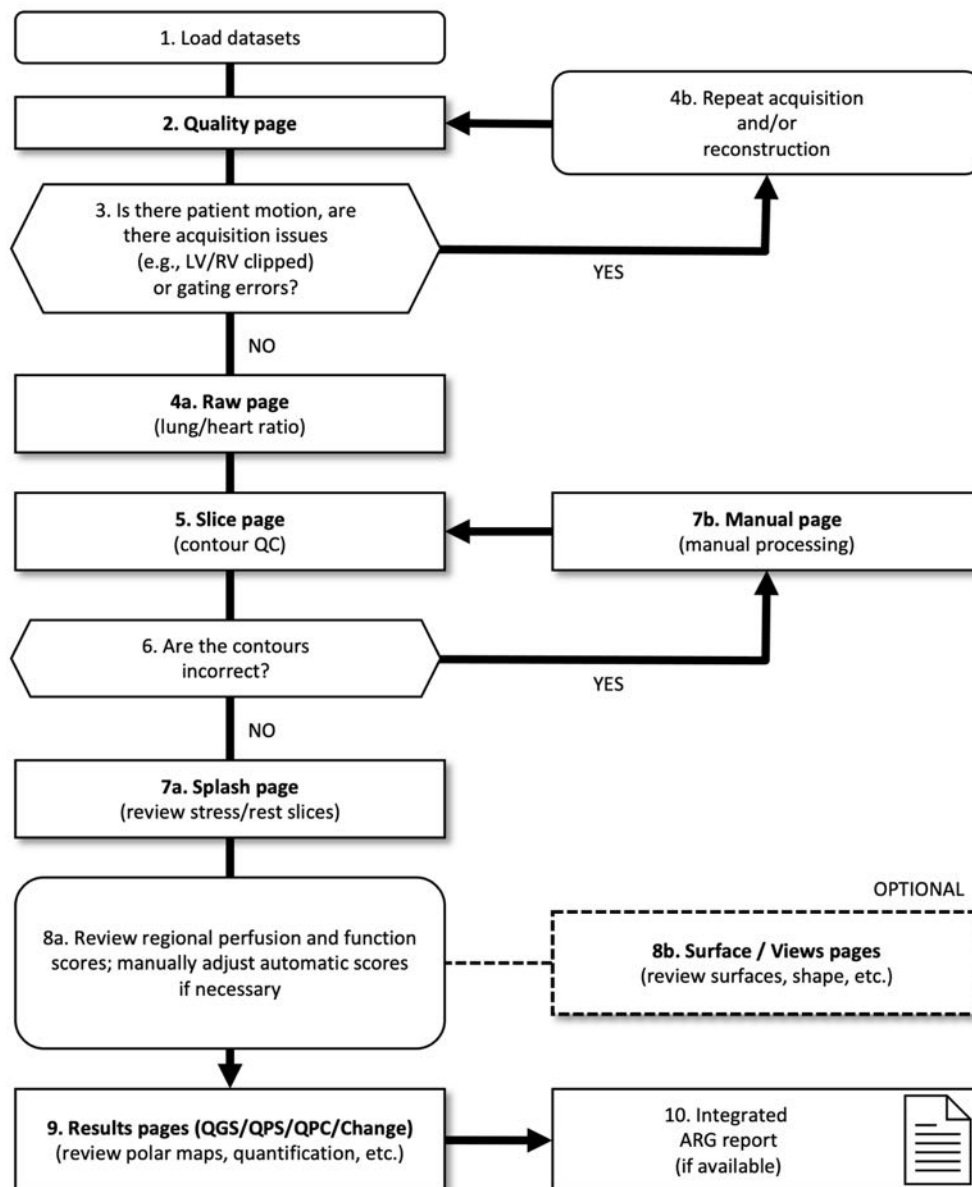 1. Load datasets
2. Quality page
4b. Repeat acquisition
and/or
reconstruction
3. Is there patient motion, are
there acquisition issues
(e.g., LV/RV clipped)
or gating errors?
YES
NO
4a. Raw page
(lung/heart ratio)
5. Slice page
(contour QC)
7b. Manual page
(manual processing)
6. Are the contours
incorrect?
YES
NO
7a. Splash page
(review stress/rest slices)
OPTIONAL
8a. Review regional perfusion and function
scores; manually adjust automatic scores
if necessary
8b. Surface / Views pages
(review surfaces, shape, etc.)
9. Results pages (QGS/QPS/QPC/Change)
(review polar maps, quantification, etc.)
10. Integrated
ARG report
(if available)